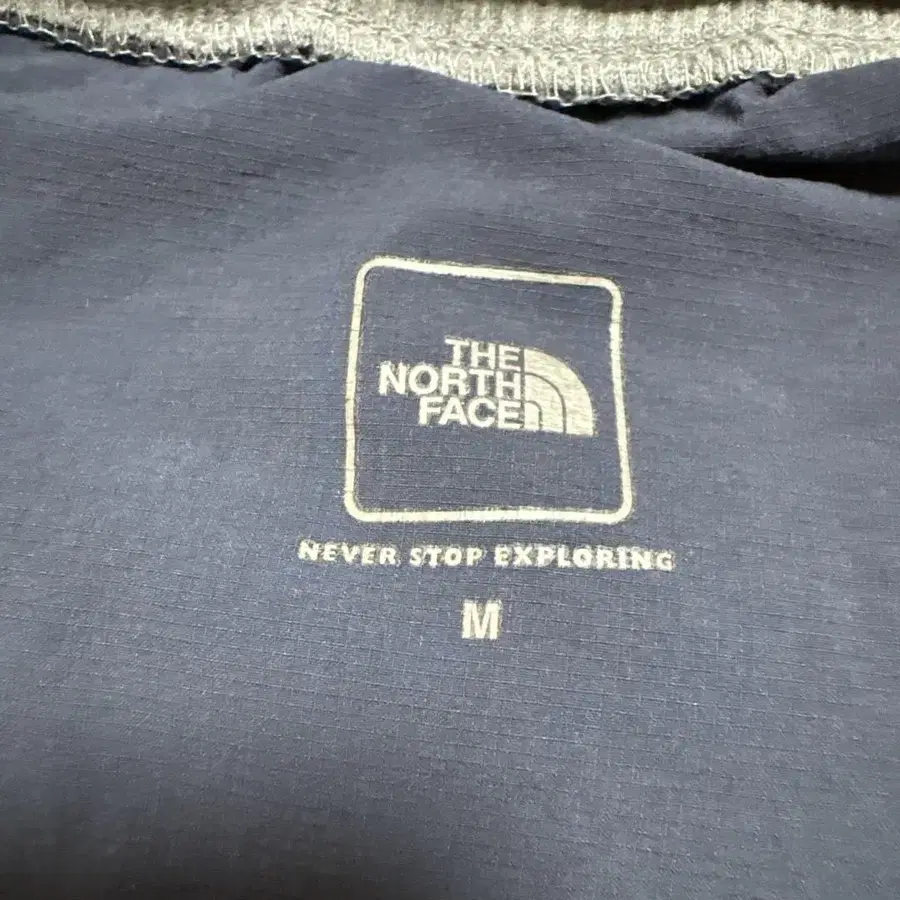 THE
NORTH
FACE
NEVER STOP EXPLORING
M